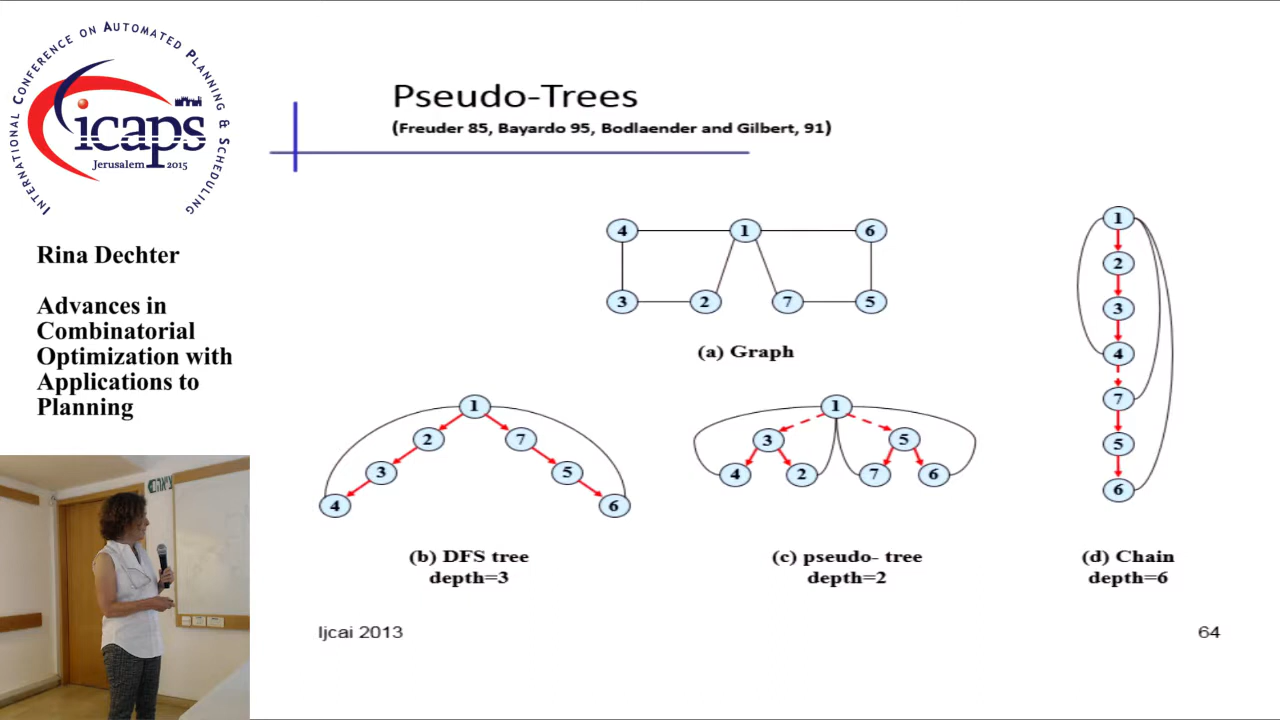 INTERNATIONAL CONFERENCE ON AUTOMATED PLANNING & SCHEDULING
icaps
Jerusalem 2015
Rina Dechter
Advances in
Combinatorial
Optimization with
Applications to
Planning
Pseudo-Trees
(Freuder 85, Bayardo 95, Bodlaender and Gilbert, 91)
4 1 6
3 2 7 5
(a) Graph
1
2 7
3 5
4 6
(b) DFS tree
depth=3
1
3 5
4 2 7 6
(c) pseudo- tree
depth=2
1
2
3
4
7
5
6
(d) Chain
depth=6
Ijcai 2013
64